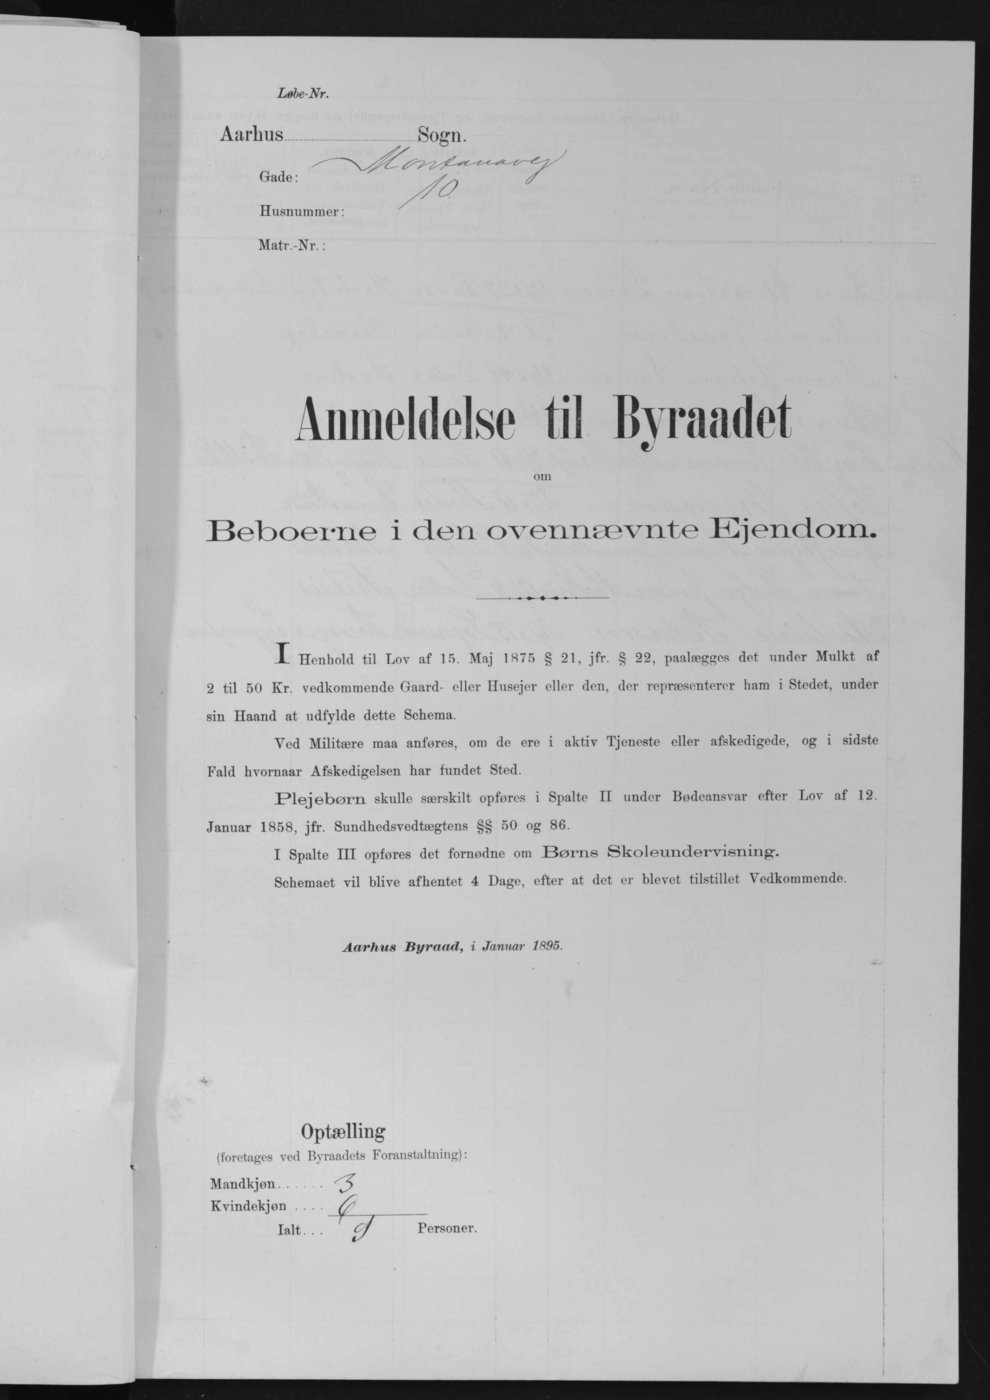 Løbe-Nr.
Aarhus Sogn.
Gade: Montanavej
Husnummer: 10.
Matr.-Nr.:
Anmeldelse til Byraadet
om
Beboerne i den ovennævnte Ejendom.
I Henhold til Lov af 15. Maj 1875 § 21, jfr. § 22, paalægges det under Mulkt af
2 til 50 Kr. vedkommende Gaard- eller Husejer eller den, der repræsenterer ham i Stedet, under
sin Haand at udfylde dette Schema.
Ved Militære maa anføres, om de ere i aktiv Tjeneste eller afskedigede, og i sidste
Fald hvornaar Afskedigelsen har fundet Sted.
Plejebørn skulle særskilt opføres i Spalte II under Bødeansvar efter Lov af 12.
Januar 1858, jfr. Sundhedsvedtægtens §§ 50 og 86.
I Spalte III opføres det fornødne om Børns Skoleundervisning.
Schemaet vil blive afhentet 4 Dage, efter at det er blevet tilstillet Vedkommende.
Aarhus Byraad, i Januar 1895.
Optælling
(foretages ved Byraadets Foranstaltning):
Mandkjøn...... 3
Kvindekjøn .... 6
Ialt... 9 Personer.